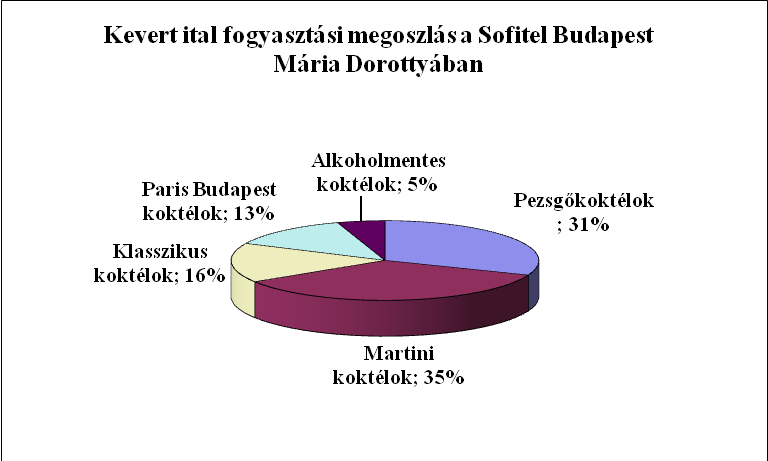 Kevert ital fogyasztási megoszlás a Sofitel Budapest
Mária Dorottyában
Alkoholmentes
koktélok; 5%
Paris Budapest
koktélok; 13%
Pezsgőkoktélok
; 31%
Klasszikus
koktélok; 16%
Martini
koktélok; 35%